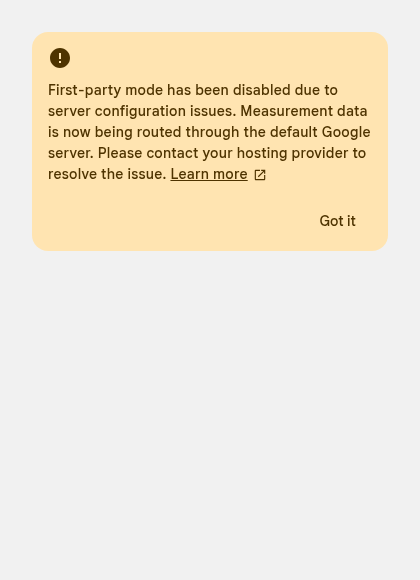 First-party mode has been disabled due to
server configuration issues. Measurement data
is now being routed through the default Google
server. Please contact your hosting provider to
resolve the issue. Learn more
Got it